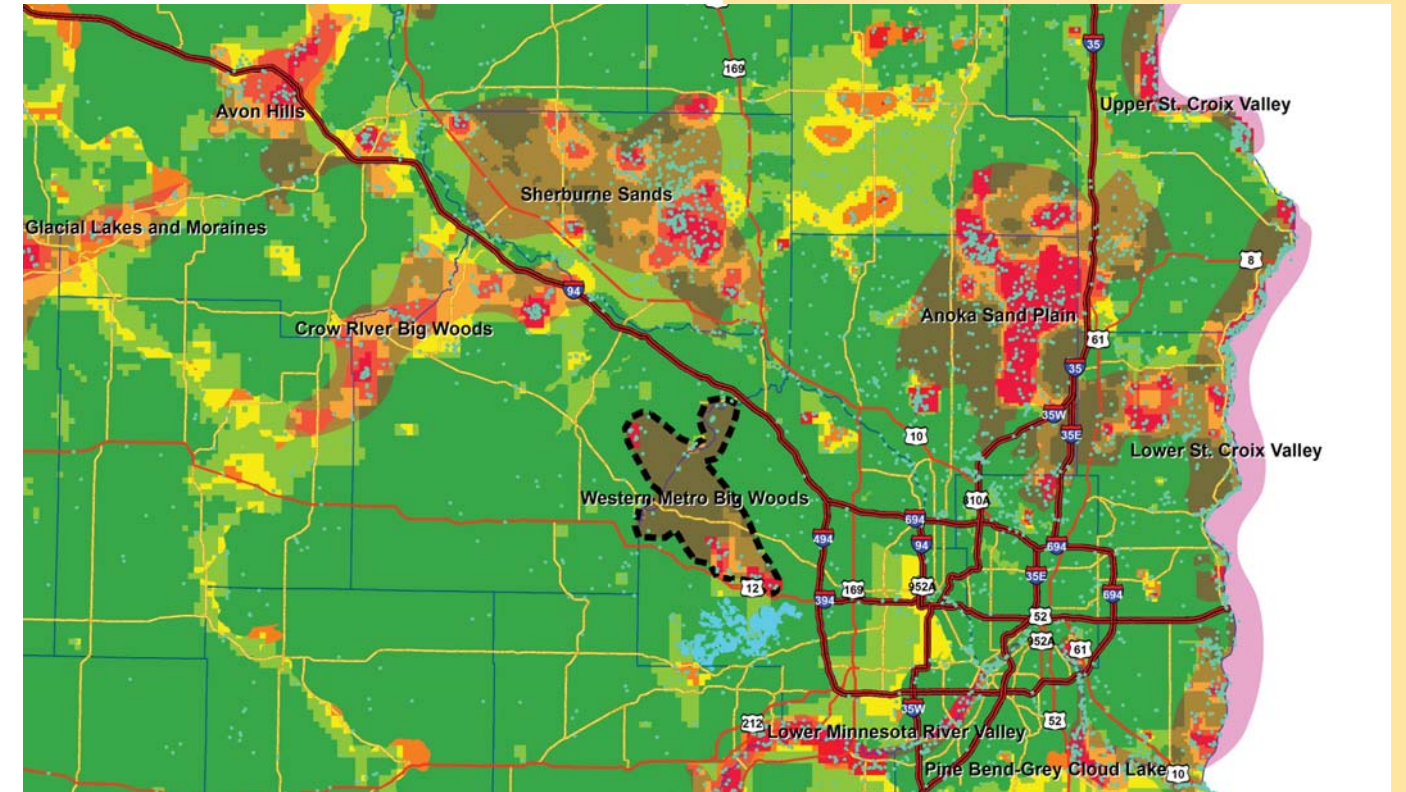 35
169
Upper St. Croix Valley
Avon Hills
Sherburne Sands
Glacial Lakes and Moraines
8
94
Anoka Sand Plain
Crow RIver Big Woods
61
35
35W
10
35E
Lower St. Croix Valley
Western Metro Big Woods
810A
694
494
94
694
35E
12
394
169
952A
694
52
952A
61
35W
212
52
Lower Minnesota River Valley
Pine Bend-Grey Cloud Lake
10